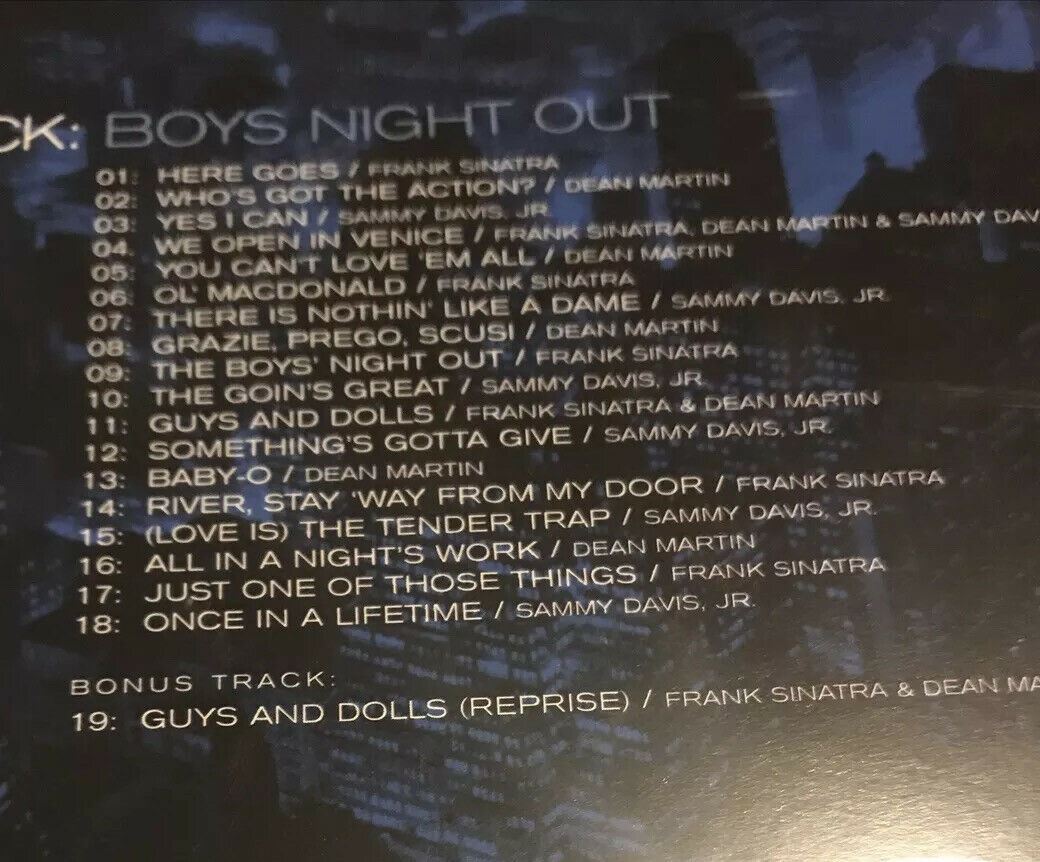 CK: BOYS NIGHT OUT
01: HERE GOES / FRANK SINATRA
02: WHO'S GOT THE ACTION? / DEAN MARTIN
03: YES I CAN / SAMMY DAVIS, JR.
04: WE OPEN IN VENICE / FRANK SINATRA, DEAN MARTIN & SAMMY DAV
05: YOU CAN'T LOVE 'EM ALL / DEAN MARTIN
06: OL' MACDONALD / FRANK SINATRA
07: THERE IS NOTHIN' LIKE A DAME / SAMMY DAVIS, JR.
08: GRAZIE, PREGO, SCUSI / DEAN MARTIN
09: THE BOYS' NIGHT OUT / FRANK SINATRA
10: THE GOIN'S GREAT / SAMMY DAVIS, JR.
11: GUYS AND DOLLS / FRANK SINATRA & DEAN MARTIN
12: SOMETHING'S GOTTA GIVE / SAMMY DAVIS, JR.
13: BABY-O / DEAN MARTIN
14: RIVER, STAY 'WAY FROM MY DOOR / FRANK SINATRA
15: (LOVE IS) THE TENDER TRAP / SAMMY DAVIS, JR.
16: ALL IN A NIGHT'S WORK / DEAN MARTIN
17: JUST ONE OF THOSE THINGS / FRANK SINATRA
18: ONCE IN A LIFETIME / SAMMY DAVIS, JR.
BONUS TRACK:
19: GUYS AND DOLLS (REPRISE) / FRANK SINATRA & DEAN MA